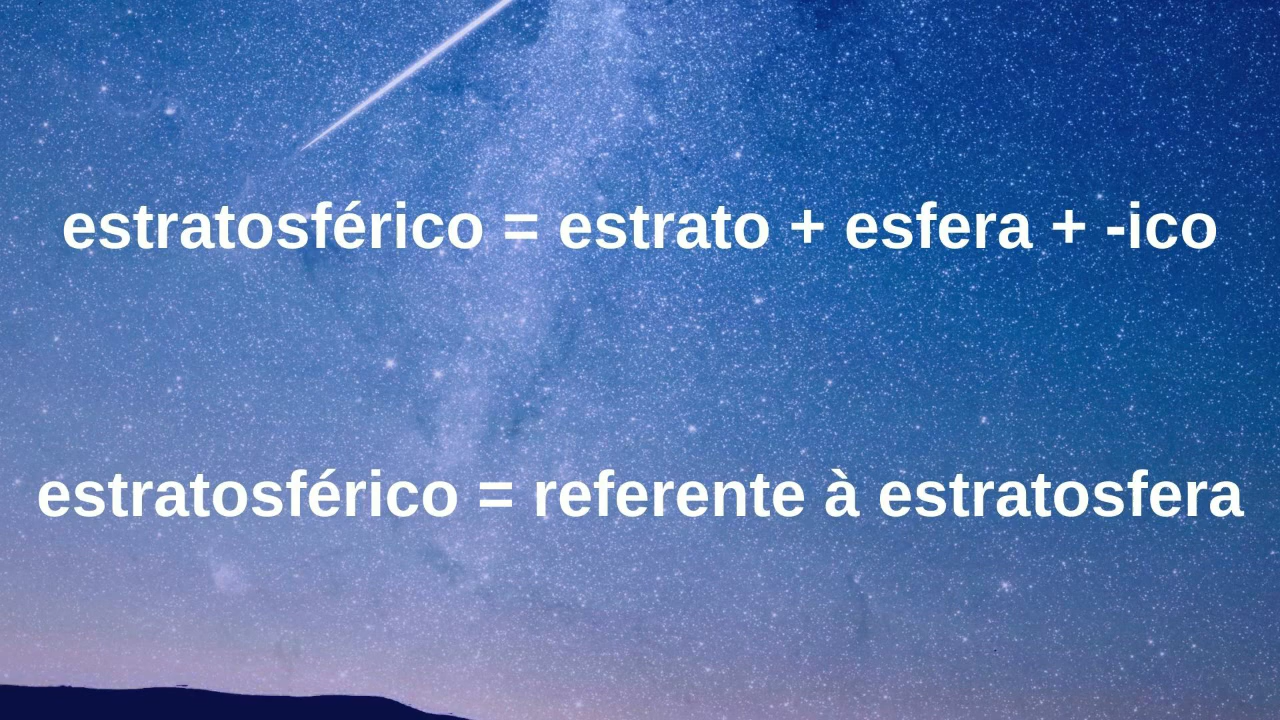 estratosférico = estrato + esfera + -ico
estratosférico = referente à estratosfera